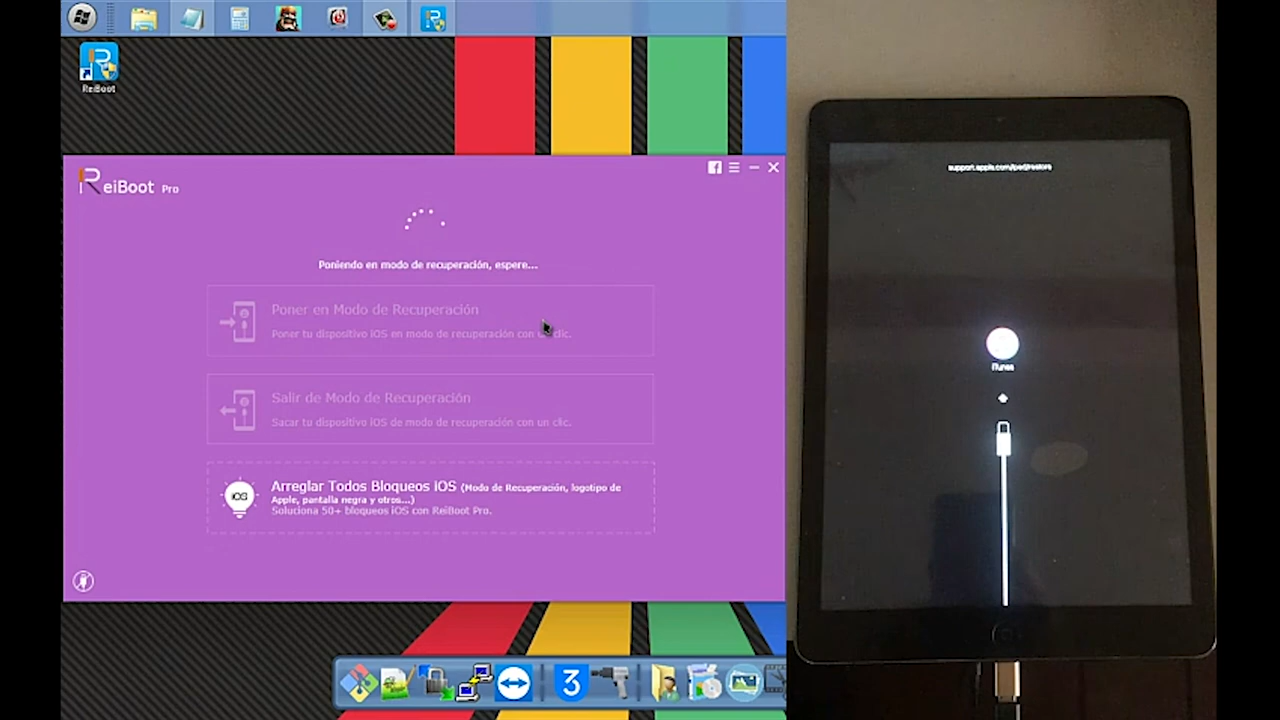 ReiBoot
ReiBoot Pro
Poniendo en modo de recuperación, espere...
Poner en Modo de Recuperación
Poner tu dispositivo iOS en modo de recuperación con un clic.
Salir de Modo de Recuperación
Sacar tu dispositivo iOS de modo de recuperación con un clic.
iOS
Arreglar Todos Bloqueos iOS (Modo de Recuperación, logotipo de
Apple, pantalla negra y otros...)
Soluciona 50+ bloqueos iOS con ReiBoot Pro.
3
support.apple.com/ipad/restore
iTunes